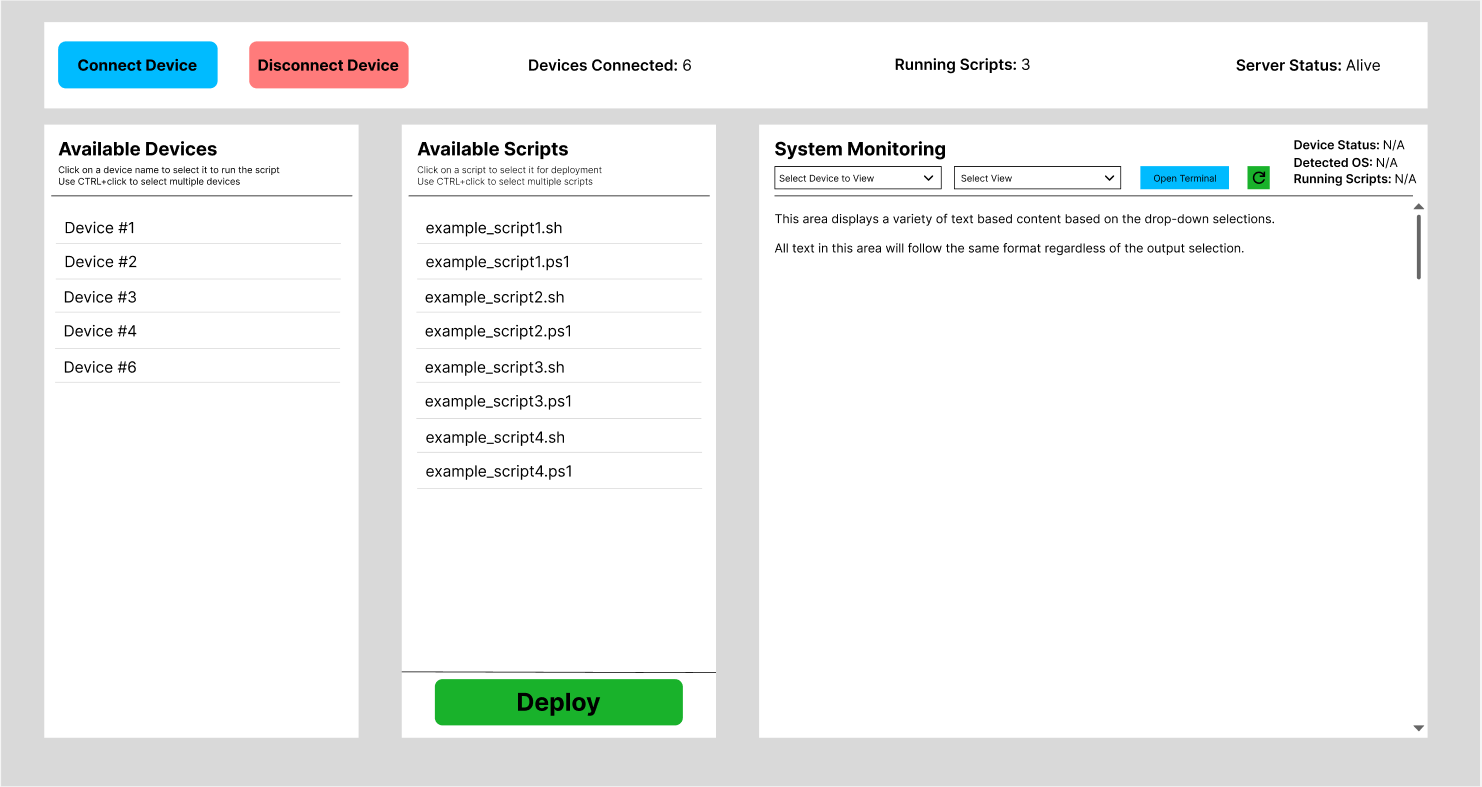 Connect Device
Disconnect Device
Devices Connected: 6
Running Scripts: 3
Server Status: Alive
Available Devices
Click on a device name to select it to run the script
Use CTRL+click to select multiple devices
Device #1
Device #2
Device #3
Device #4
Device #6
Available Scripts
Click on a script to select it for deployment
Use CTRL+click to select multiple scripts
example_script1.sh
example_script1.ps1
example_script2.sh
example_script2.ps1
example_script3.sh
example_script3.ps1
example_script4.sh
example_script4.ps1
Deploy
System Monitoring
Select Device to View
Select View
Open Terminal
Device Status: N/A
Detected OS: N/A
Running Scripts: N/A
This area displays a variety of text based content based on the drop-down selections.
All text in this area will follow the same format regardless of the output selection.